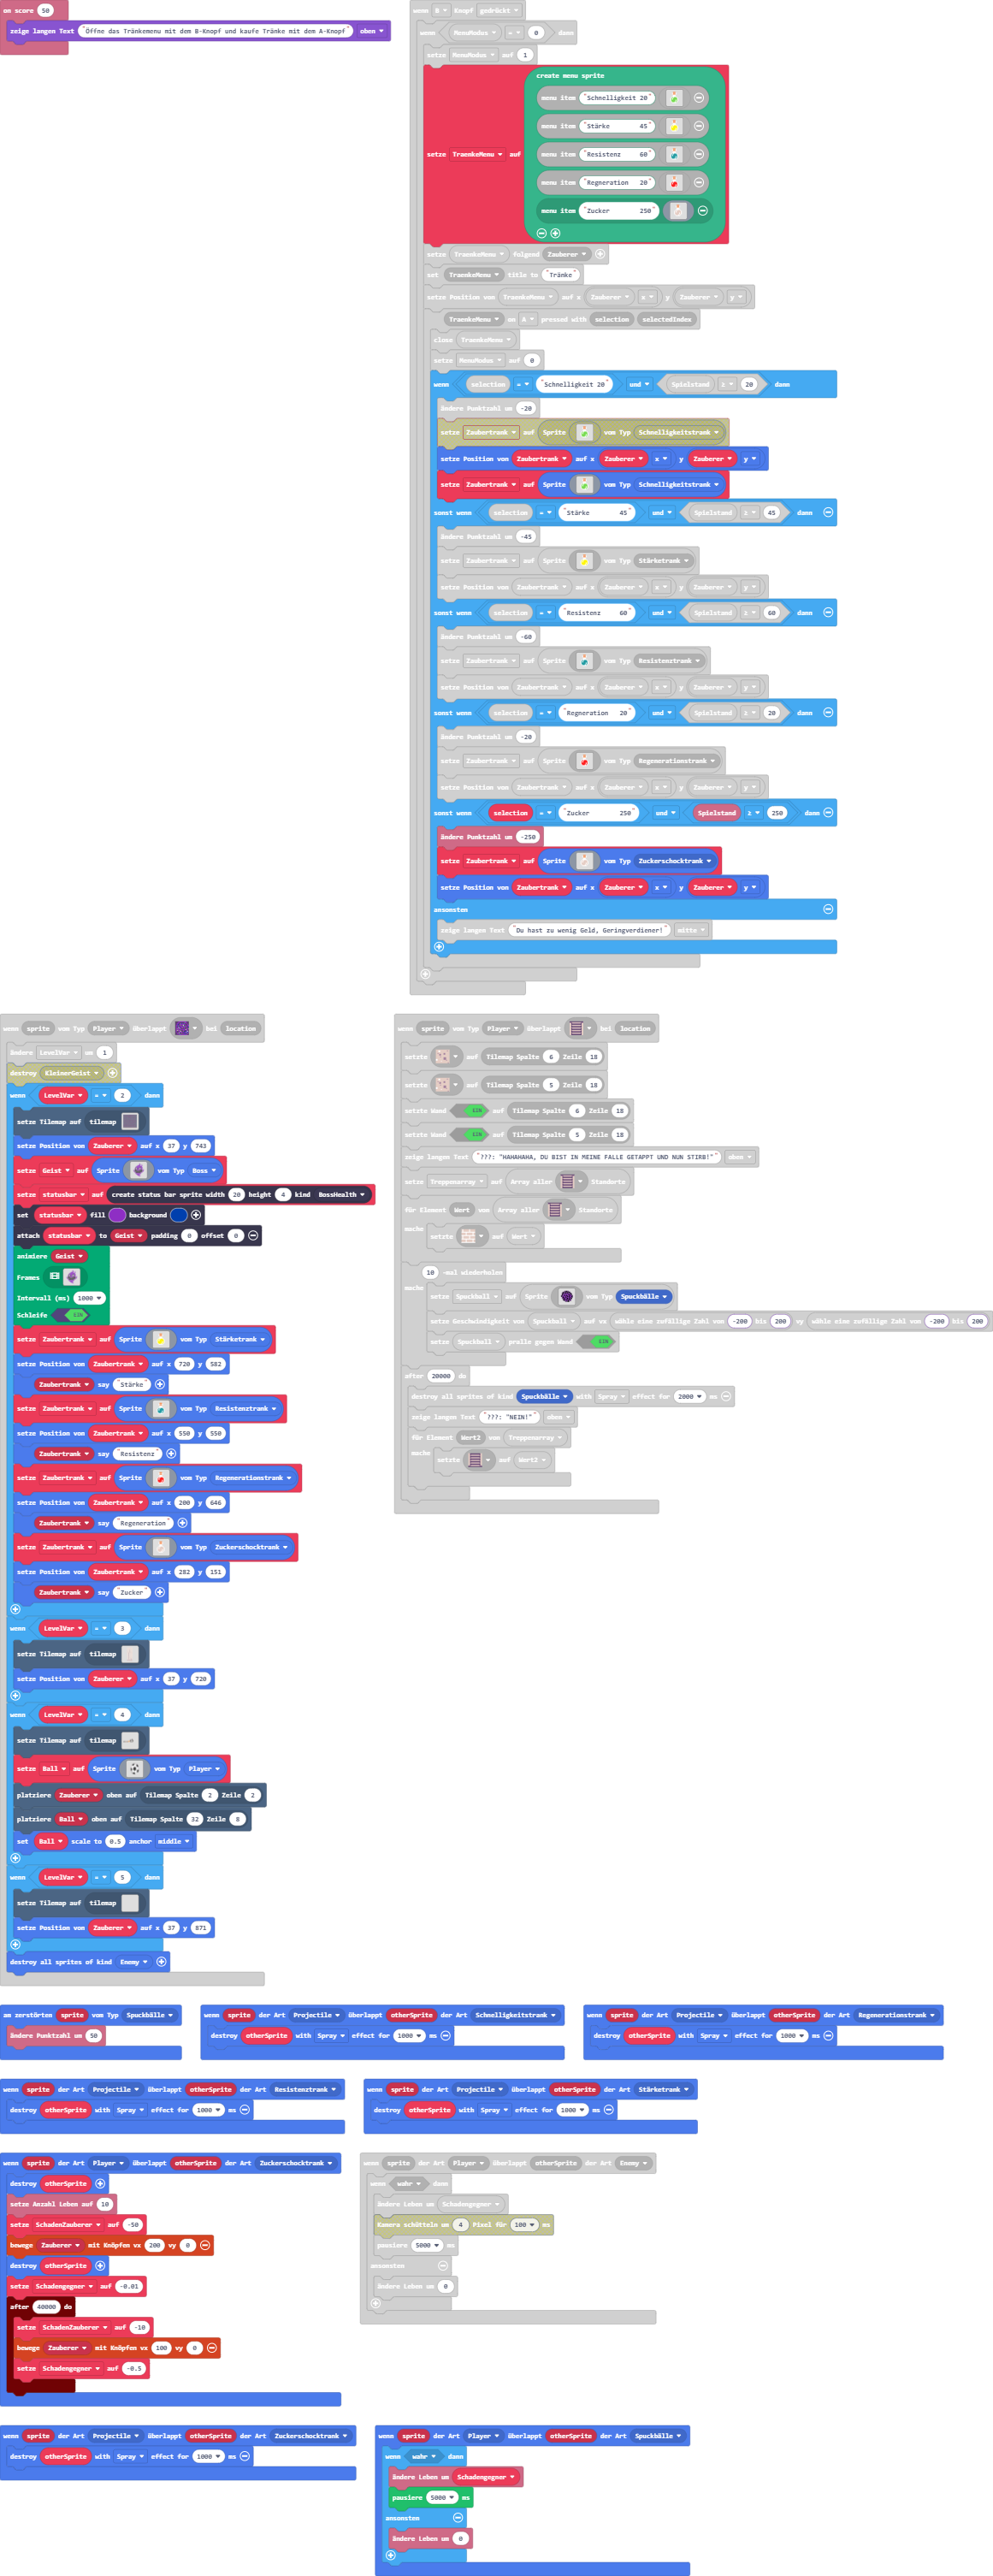 on score 50
zeige langen Text "Öffne das Tränkemenu mit dem B-Knopf und kaufe Tränke mit dem A-Knopf" oben
wenn B Knopf gedrückt
wenn MenuModus = 0 dann
setze MenuModus auf 1
create menu sprite
menu item "Schnelligkeit 20"
menu item "Stärke 45"
setze TraenkeMenu auf
menu item "Resistenz 60"
menu item "Regneration 20"
menu item "Zucker 250"
setze TraenkeMenu folgend Zauberer
set TraenkeMenu title to "Tränke"
setze Position von TraenkeMenu auf x Zauberer x y Zauberer y
TraenkeMenu on A pressed with selection selectedIndex
close TraenkeMenu
setze MenuModus auf 0
wenn selection = "Schnelligkeit 20" und Spielstand ≥ 20 dann
ändere Punktzahl um -20
setze Zaubertrank auf Sprite vom Typ Schnelligkeitstrank
setze Position von Zaubertrank auf x Zauberer x y Zauberer y
setze Zaubertrank auf Sprite vom Typ Schnelligkeitstrank
sonst wenn selection = "Stärke 45" und Spielstand ≥ 45 dann
ändere Punktzahl um -45
setze Zaubertrank auf Sprite vom Typ Stärketrank
setze Position von Zaubertrank auf x Zauberer x y Zauberer y
sonst wenn selection = "Resistenz 60" und Spielstand ≥ 60 dann
ändere Punktzahl um -60
setze Zaubertrank auf Sprite vom Typ Resistenztrank
setze Position von Zaubertrank auf x Zauberer x y Zauberer y
sonst wenn selection = "Regneration 20" und Spielstand ≥ 20 dann
ändere Punktzahl um -20
setze Zaubertrank auf Sprite vom Typ Regenerationstrank
setze Position von Zaubertrank auf x Zauberer x y Zauberer y
sonst wenn selection = "Zucker 250" und Spielstand ≥ 250 dann
ändere Punktzahl um -250
setze Zaubertrank auf Sprite vom Typ Zuckerschocktrank
setze Position von Zaubertrank auf x Zauberer x y Zauberer y
ansonsten
zeige langen Text "Du hast zu wenig Geld, Geringverdiener!" mitte
wenn sprite vom Typ Player überlappt bei location
ändere LevelVar um 1
destroy KleinerGeist
wenn LevelVar = 2 dann
setze Tilemap auf tilemap
setze Position von Zauberer auf x 37 y 743
setze Geist auf Sprite vom Typ Boss
setze statusbar auf create status bar sprite width 20 height 4 kind BossHealth
set statusbar fill background
attach statusbar to Geist padding 0 offset 0
animiere Geist
Frames
Intervall (ms) 1000
Schleife EIN
setze Zaubertrank auf Sprite vom Typ Stärketrank
setze Position von Zaubertrank auf x 720 y 582
Zaubertrank say "Stärke"
setze Zaubertrank auf Sprite vom Typ Resistenztrank
setze Position von Zaubertrank auf x 550 y 550
Zaubertrank say "Resistenz"
setze Zaubertrank auf Sprite vom Typ Regenerationstrank
setze Position von Zaubertrank auf x 200 y 646
Zaubertrank say "Regeneration"
setze Zaubertrank auf Sprite vom Typ Zuckerschocktrank
setze Position von Zaubertrank auf x 282 y 151
Zaubertrank say "Zucker"
wenn LevelVar = 3 dann
setze Tilemap auf tilemap
setze Position von Zauberer auf x 37 y 720
wenn LevelVar = 4 dann
setze Tilemap auf tilemap
setze Ball auf Sprite vom Typ Player
platziere Zauberer oben auf Tilemap Spalte 2 Zeile 2
platziere Ball oben auf Tilemap Spalte 32 Zeile 8
set Ball scale to 0.5 anchor middle
wenn LevelVar = 5 dann
setze Tilemap auf tilemap
setze Position von Zauberer auf x 37 y 871
destroy all sprites of kind Enemy
wenn sprite vom typ Player überlappt bei location
setzte auf Tilemap Spalte 6 Zeile 18
setzte auf Tilemap Spalte 5 Zeile 18
setzte Wand EIN auf Tilemap Spalte 6 Zeile 18
setzte Wand EIN auf Tilemap Spalte 5 Zeile 18
zeige langen Text "???: "HAHAHAHA, DU BIST IN MEINE FALLE GETAPPT UND NUN STIRB!"" oben
setze Treppenarray auf Array aller Standorte
für Element Wert von Array aller Standorte
mache setzte auf Wert
10 -mal wiederholen
mache setze Spuckball auf Sprite vom Typ Spuckbälle
setze Geschwindigkeit von Spuckball auf vx wähle eine zufällige Zahl von -200 bis 200 vy wähle eine zufällige Zahl von -200 bis 200
setze Spuckball pralle gegen Wand EIN
after 20000 do
destroy all sprites of kind Spuckbälle with Spray effect for 2000 ms
zeige langen Text "???: "NEIN!"" oben
für Element Wert2 von Treppenarray
mache setzte auf Wert2
am zerstörten sprite vom Typ Spuckbälle
ändere Punktzahl um 50
wenn sprite der Art Projectile überlappt otherSprite der Art Schnelligkeitstrank
destroy otherSprite with Spray effect for 1000 ms
wenn sprite der Art Projectile überlappt otherSprite der Art Regenerationstrank
destroy otherSprite with Spray effect for 1000 ms
wenn sprite der Art Projectile überlappt otherSprite der Art Resistenztrank
destroy otherSprite with Spray effect for 1000 ms
wenn sprite der Art Projectile überlappt otherSprite der Art Stärketrank
destroy otherSprite with Spray effect for 1000 ms
wenn sprite der Art Player überlappt otherSprite der Art Zuckerschocktrank
destroy otherSprite
setze Anzahl Leben auf 10
setze SchadenZauberer auf -50
bewege Zauberer mit Knöpfen vx 200 vy 0
destroy otherSprite
setze Schadengegner auf -0.01
after 40000 do
setze SchadenZauberer auf -10
bewege Zauberer mit Knöpfen vx 100 vy 0
setze Schadengegner auf -0.5
wenn sprite der Art Player überlappt otherSprite der Art Enemy
wenn wahr dann
ändere Leben um Schadengegner
Kamera schütteln um 4 Pixel für 100 ms
pausiere 5000 ms
ansonsten
ändere Leben um 0
wenn sprite der Art Projectile überlappt otherSprite der Art Zuckerschocktrank
destroy otherSprite with Spray effect for 1000 ms
wenn sprite der Art Player überlappt otherSprite der Art Spuckbälle
wenn wahr dann
ändere Leben um Schadengegner
pausiere 5000 ms
ansonsten
ändere Leben um 0